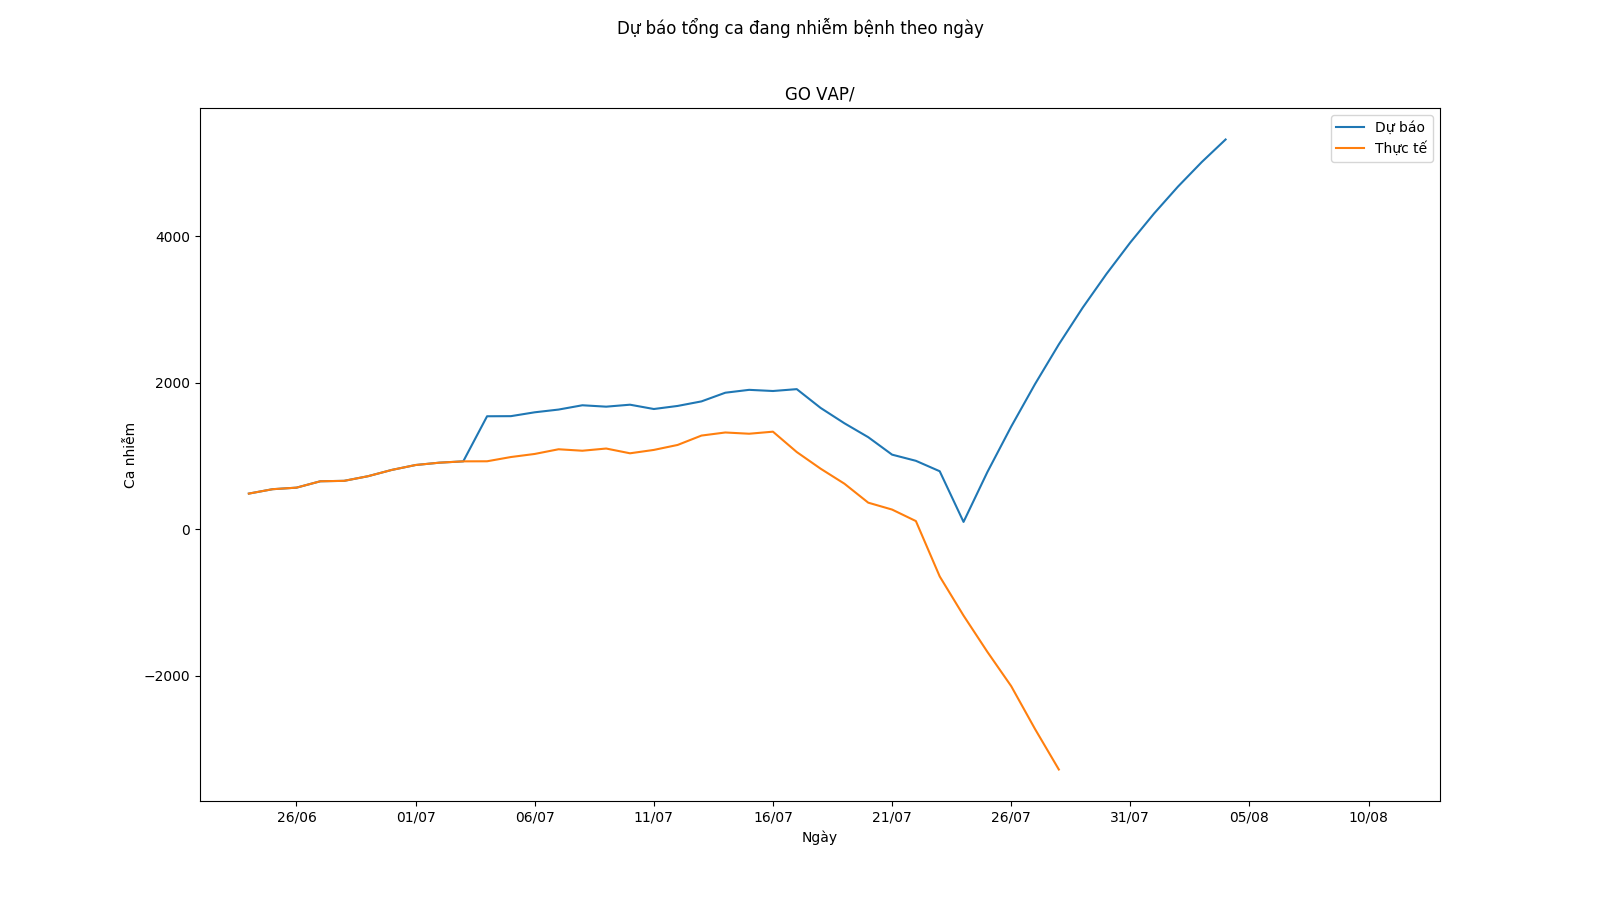 Dự báo tổng ca đang nhiễm bệnh theo ngày
GO VAP/
Dự báo
Thực tế
4000
2000
0
−2000
Ca nhiễm
26/06 01/07 06/07 11/07 16/07 21/07 26/07 31/07 05/08 10/08
Ngày